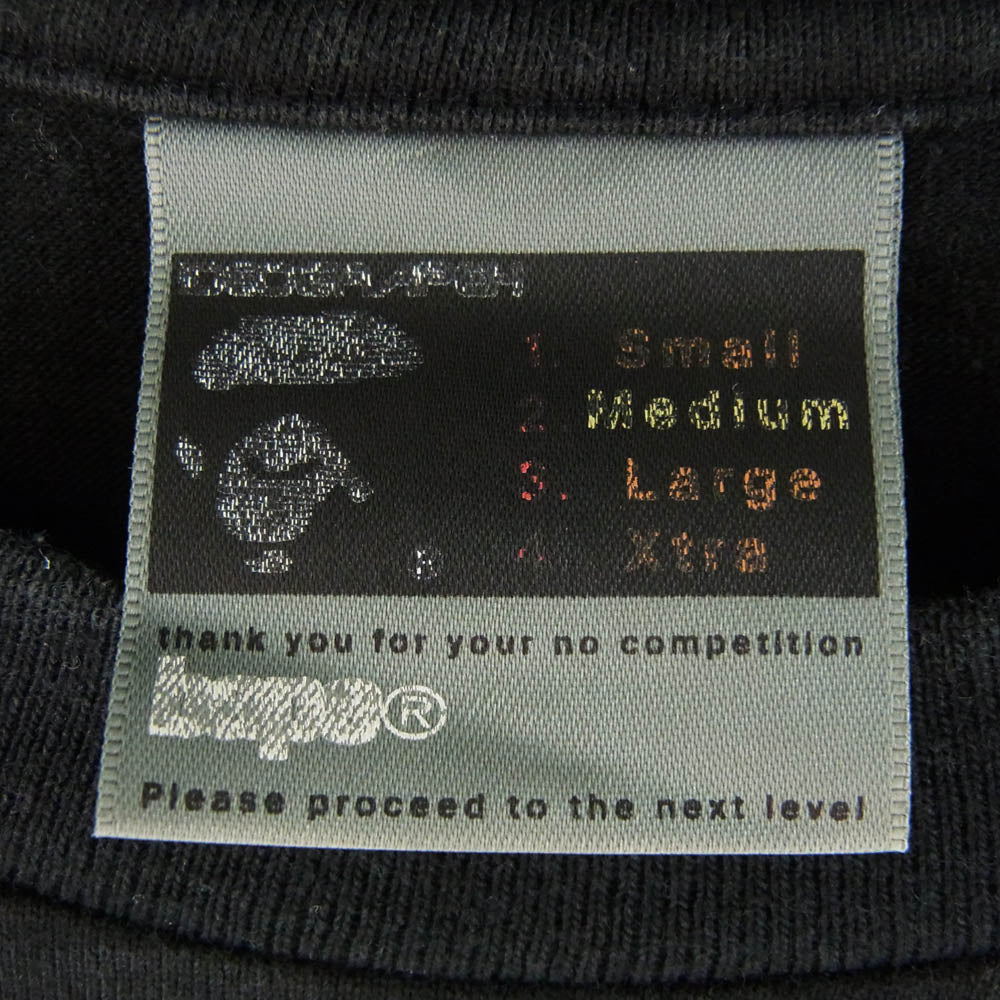 1. Small
2. Medium
3. Large
4. Xtra
thank you for your no competition
bape®
Please proceed to the next level